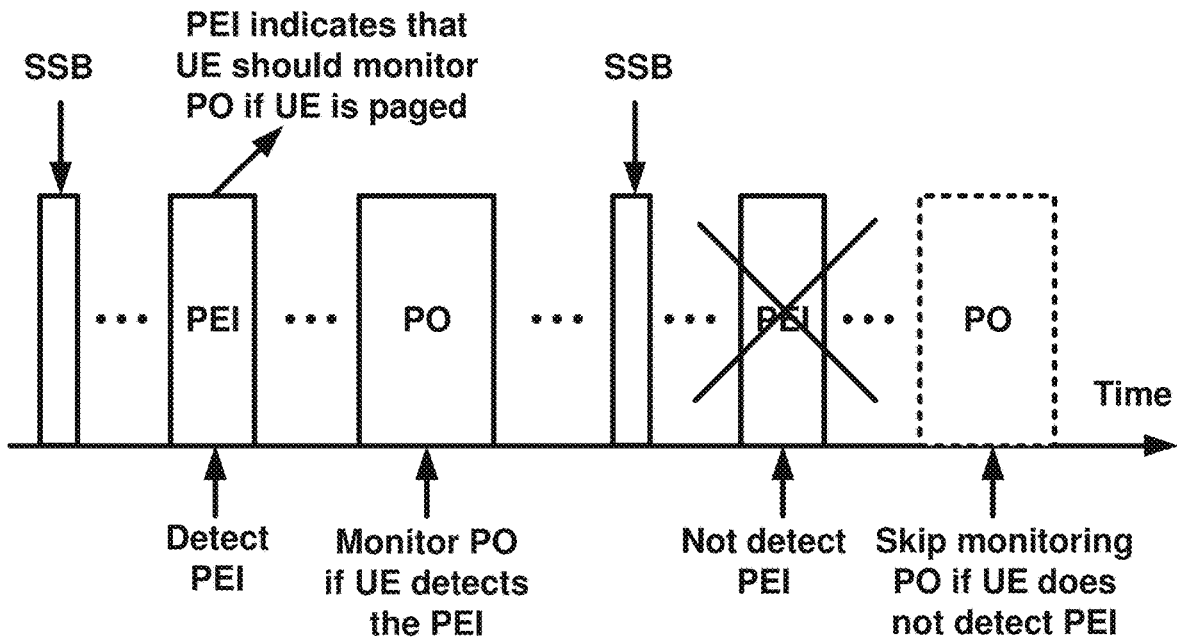 PEI indicates that
UE should monitor
PO if UE is paged
SSB
SSB
PEI
PO
PEI
PO
Time
Detect
PEI
Monitor PO
if UE detects
the PEI
Not detect
PEI
Skip monitoring
PO if UE does
not detect PEI